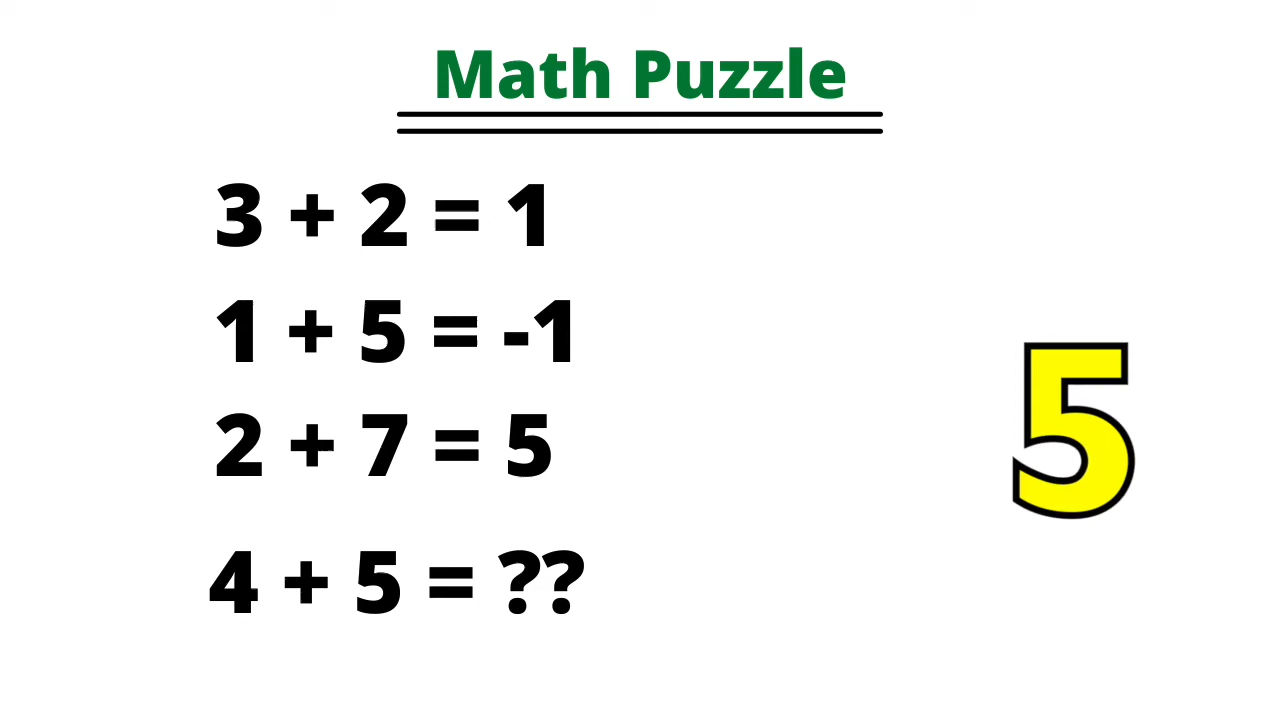 Math Puzzle
3 + 2 = 1
1 + 5 = -1
2 + 7 = 5
5
4 + 5 = ??